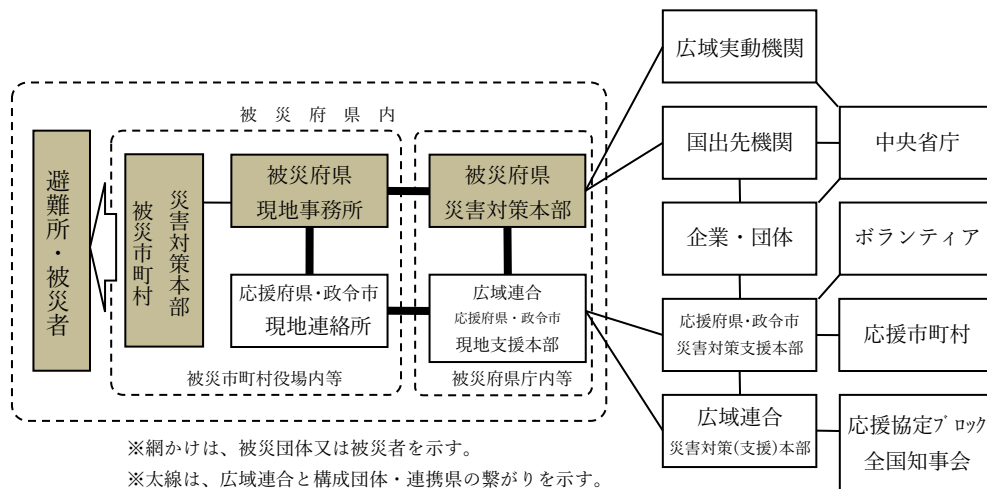 被災府県内
避難所・被災者
被災市町村
災害対策本部
被災府県
現地事務所
応援府県・政令市
現地連絡所
被災市町村役場内等
被災府県
災害対策本部
広域連合
応援府県・政令市
現地支援本部
被災府県庁内等
広域実動機関
国出先機関
中央省庁
企業・団体
ボランティア
応援府県・政令市
災害対策支援本部
応援市町村
広域連合
災害対策(支援)本部
応援協定ﾌﾞﾛｯｸ
全国知事会
※網かけは、被災団体又は被災者を示す。
※太線は、広域連合と構成団体・連携県の繋がりを示す。